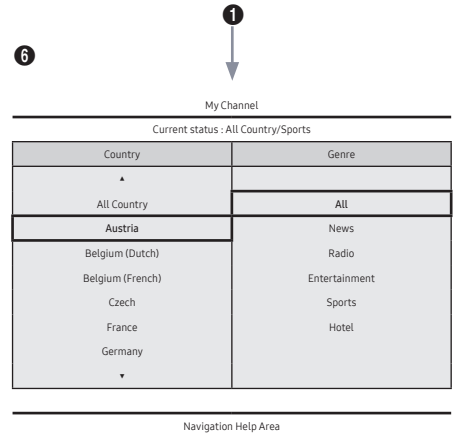 ❶
❻
My Channel
Current status : All Country/Sports
Country Genre
▲
All Country All
Austria News
Belgium (Dutch) Radio
Belgium (French) Entertainment
Czech Sports
France Hotel
Germany
▼
Navigation Help Area